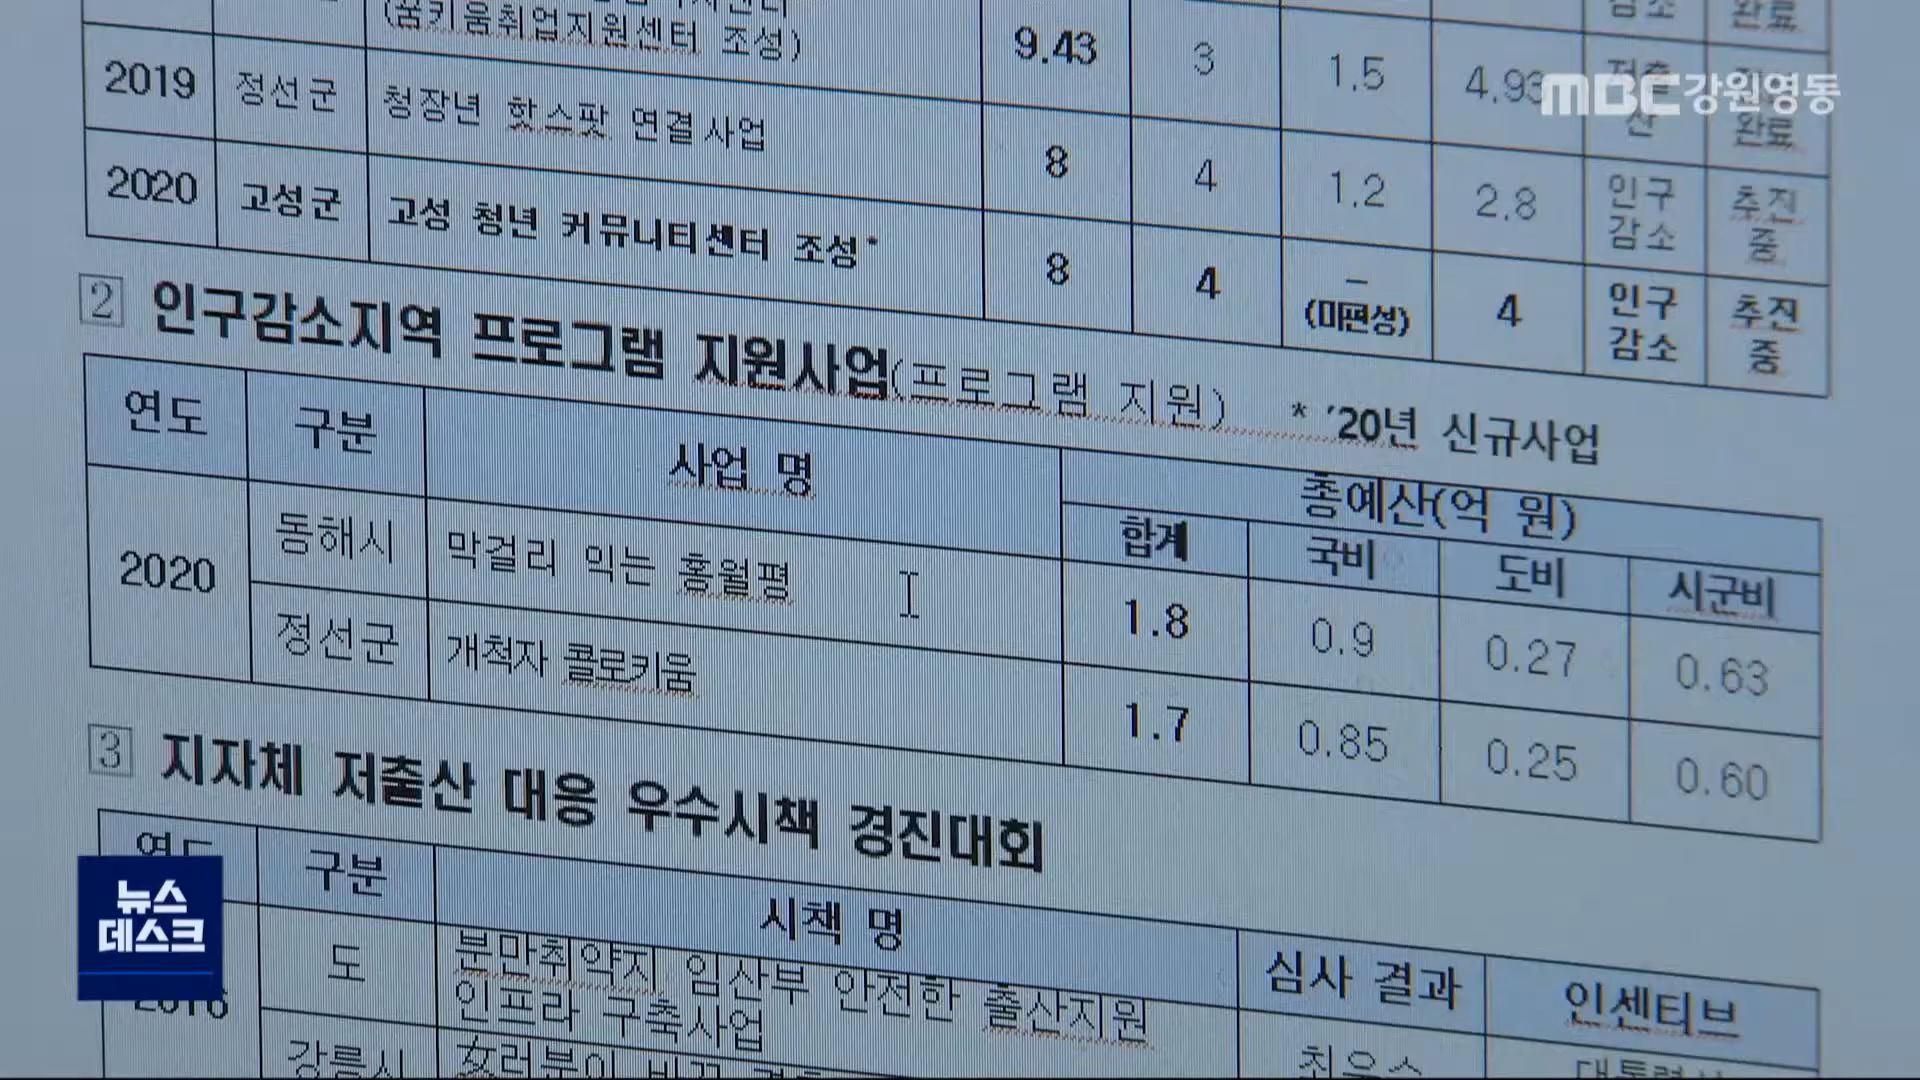 (꿈키움취업지원센터 조성) 9.43 3 1.5 4.93 저출산 완료
감소 완료
2019 정선군 청장년 핫스팟 연결사업 8 4 1.2 2.8 인구감소 추진중
2020 고성군 고성 청년 커뮤니티센터 조성* 8 4 –(미편성) 4 인구감소 추진중
MBC강원영동
2 인구감소지역 프로그램 지원사업(프로그램 지원) * '20년 신규사업
연도 구분 사업 명 총예산(억 원)
합계 국비 도비 시군비
2020 동해시 막걸리 익는 홍월평 1.8 0.9 0.27 0.63
정선군 개척자 콜로키움 1.7 0.85 0.25 0.60
3 지자체 저출산 대응 우수시책 경진대회
연도 구분 시책 명 심사 결과 인센티브
2016 도 분만취약지 임산부 안전한 출산지원
인프라 구축사업
강릉시 女러분이 최우수
뉴스
데스크